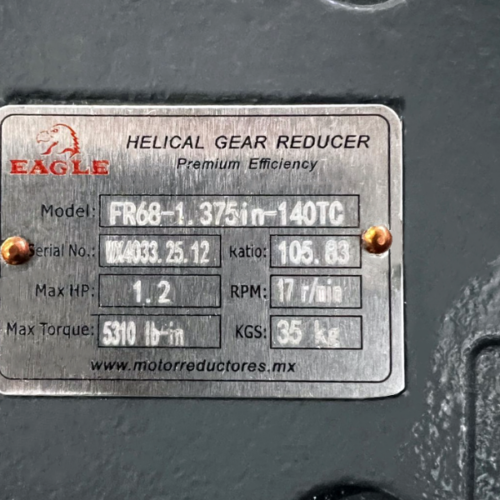 EAGLE
HELICAL GEAR REDUCER
Premium Efficiency
Model: FR68-1.375in-140TC
Serial No.: WX4033.25.12 Ratio: 105.83
Max HP: 1.2 RPM: 17 r/min
Max Torque: 5310 lb-in KGS: 35 kg
www.motorreductores.mx